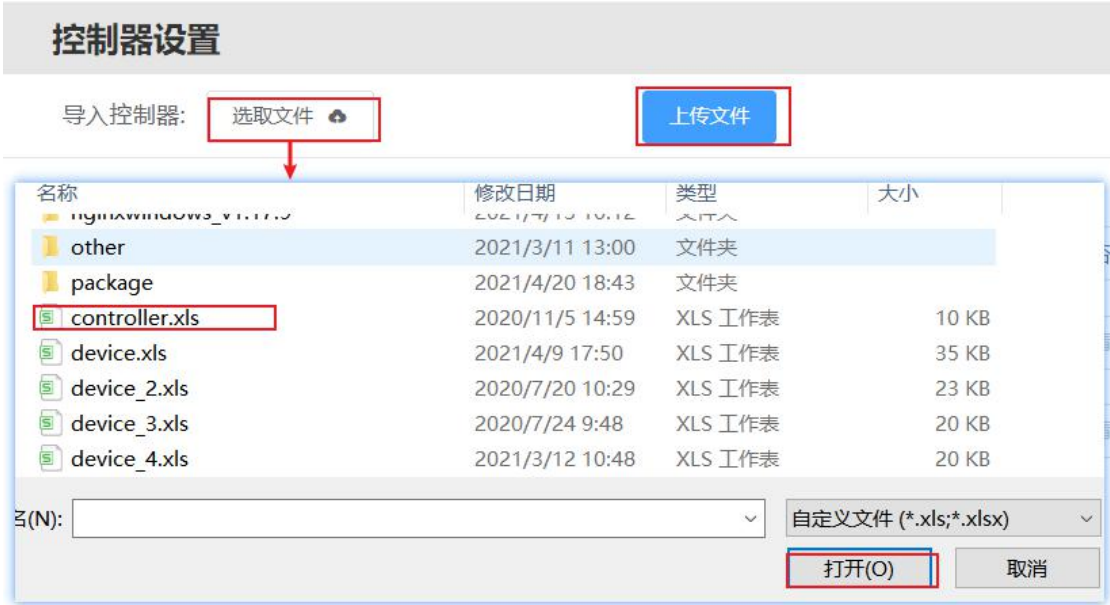 控制器设置
导入控制器: 选取文件 上传文件
名称 修改日期 类型 大小
other 2021/3/11 13:00 文件夹
package 2021/4/20 18:43 文件夹
controller.xls 2020/11/5 14:59 XLS 工作表 10 KB
device.xls 2021/4/9 17:50 XLS 工作表 35 KB
device_2.xls 2020/7/20 10:29 XLS 工作表 23 KB
device_3.xls 2020/7/24 9:48 XLS 工作表 20 KB
device_4.xls 2021/3/12 10:48 XLS 工作表 20 KB
名(N): 自定义文件 (*.xls;*.xlsx)
打开(O) 取消